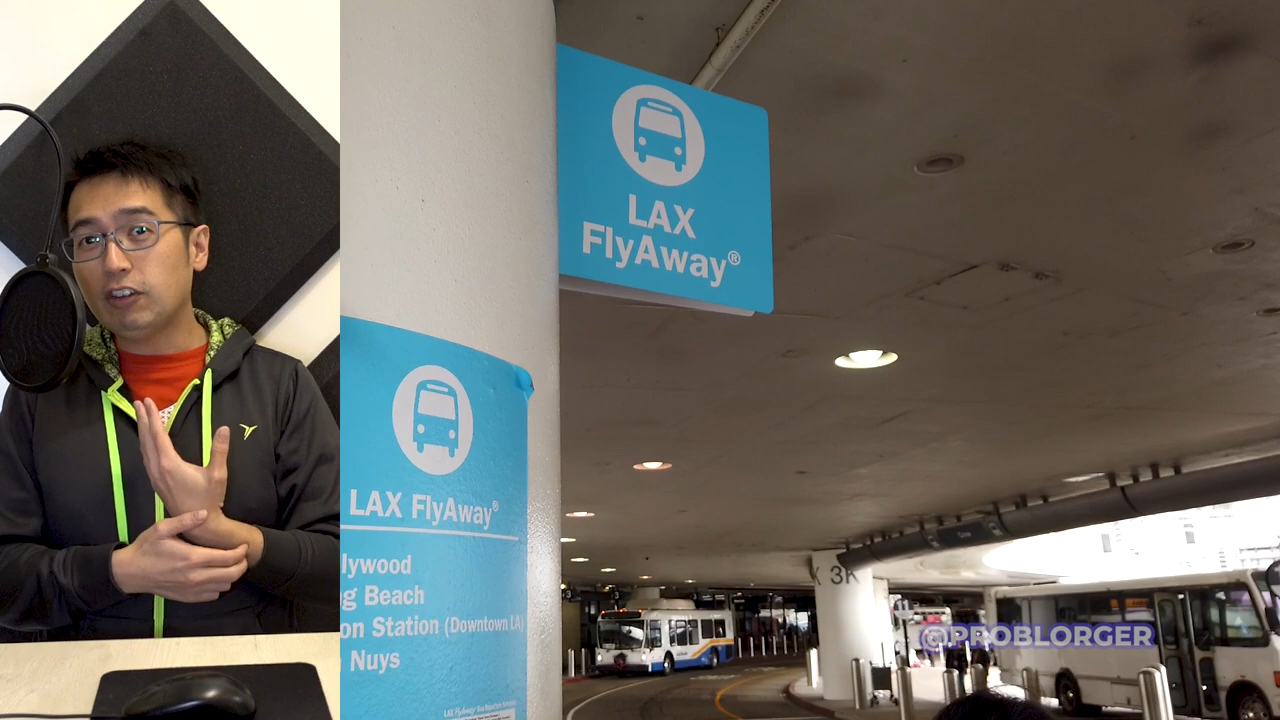 LAX
FlyAway®
LAX FlyAway®
lywood
g Beach
on Station (Downtown LA)
Nuys
3K
@PROBLORGER